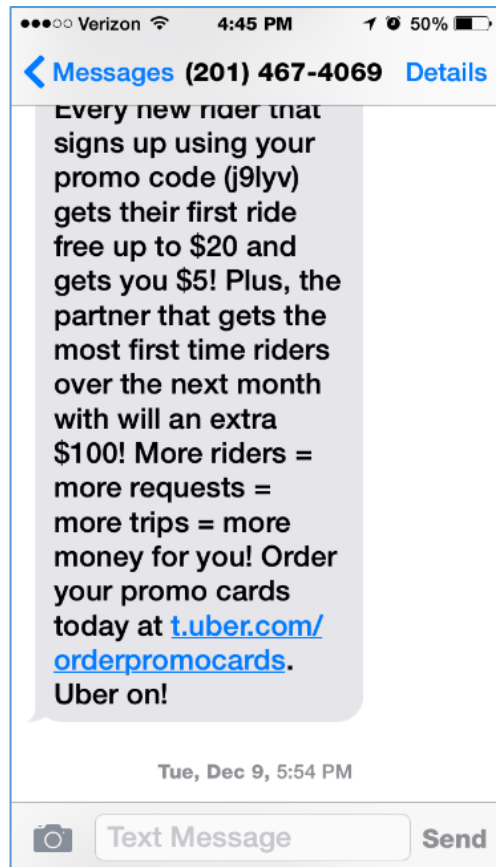 Verizon 4:45 PM 50%
Messages (201) 467-4069 Details
Every new rider that
signs up using your
promo code (j9lyv)
gets their first ride
free up to $20 and
gets you $5! Plus, the
partner that gets the
most first time riders
over the next month
with will an extra
$100! More riders =
more requests =
more trips = more
money for you! Order
your promo cards
today at t.uber.com/
orderpromocards.
Uber on!
Tue, Dec 9, 5:54 PM
Text Message Send